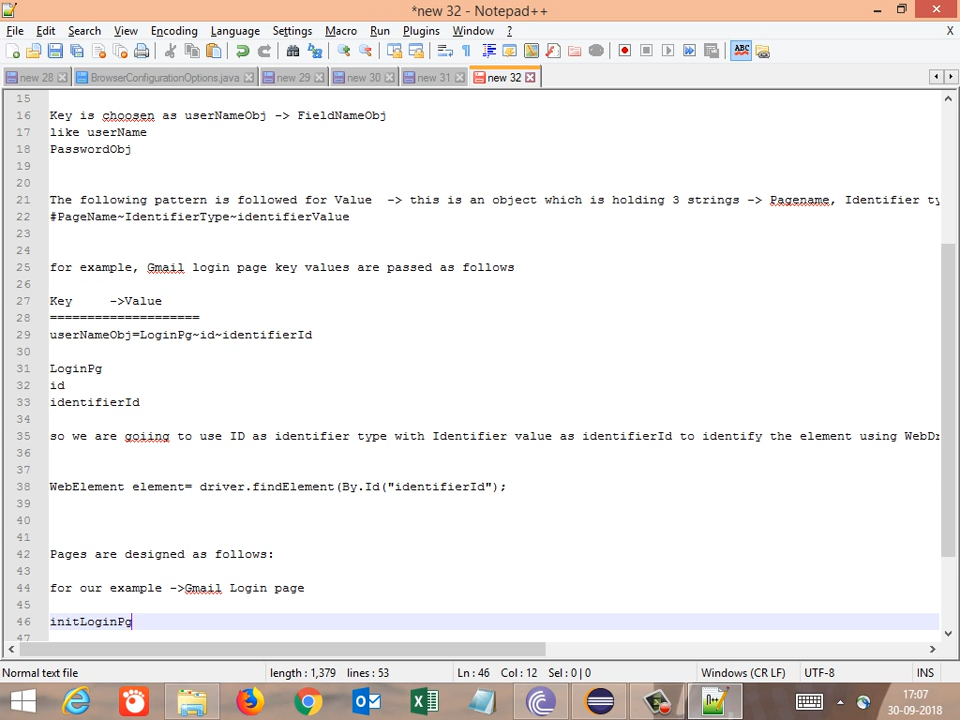 *new 32 - Notepad++
File Edit Search View Encoding Language Settings Macro Run Plugins Window ? X
new 28 BrowserConfigurationOptions.java new 29 new 30 new 31 new 32
15
16 Key is choosen as userNameObj -> FieldNameObj
17 like userName
18 PasswordObj
19
20
21 The following pattern is followed for Value -> this is an object which is holding 3 strings -> Pagename, Identifier ty
22 #PageName~IdentifierType~identifierValue
23
24
25 for example, Gmail login page key values are passed as follows
26
27 Key ->Value
28 ====================
29 userNameObj=LoginPg~id~identifierId
30
31 LoginPg
32 id
33 identifierId
34
35 so we are goiing to use ID as identifier type with Identifier value as identifierId to identify the element using WebDr
36
37
38 WebElement element= driver.findElement(By.Id("identifierId");
39
40
41
42 Pages are designed as follows:
43
44 for our example ->Gmail Login page
45
46 initLoginPg
47
Normal text file length : 1,379 lines : 53 Ln : 46 Col : 12 Sel : 0 | 0 Windows (CR LF) UTF-8 INS
17:07
30-09-2018